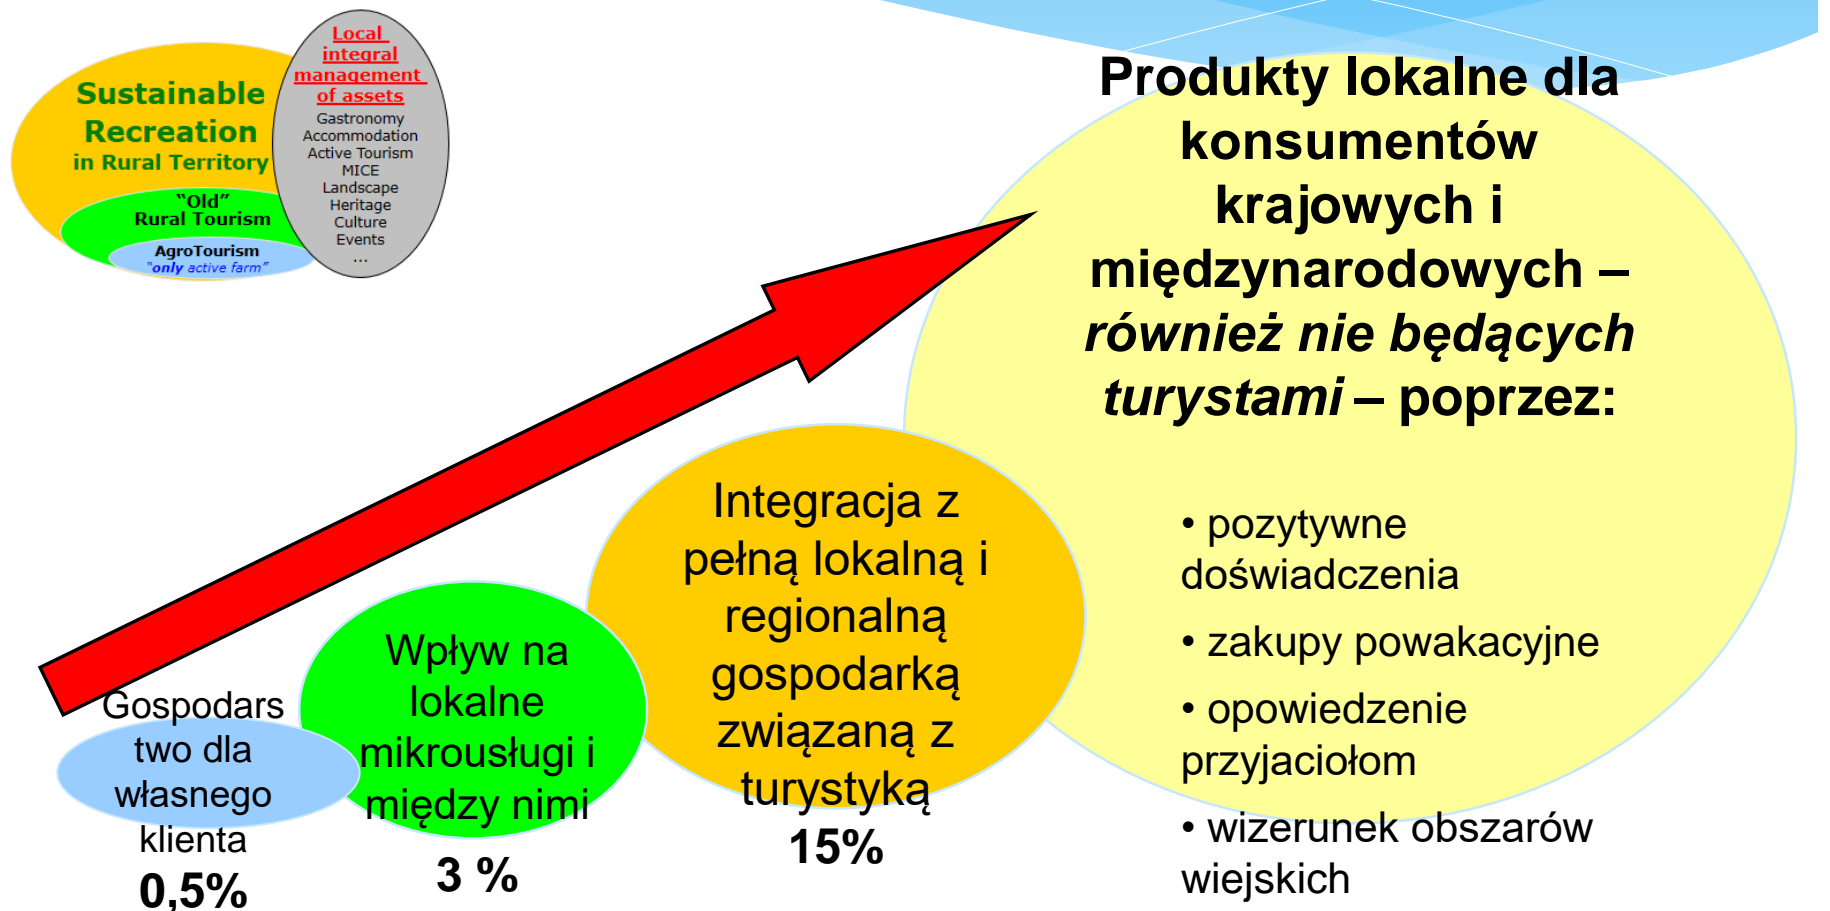 Sustainable
Recreation
in Rural Territory
"Old"
Rural Tourism
AgroTourism
"only active farm"
Local
integral
management
of assets
Gastronomy
Accommodation
Active Tourism
MICE
Landscape
Heritage
Culture
Events
...
Gospodars
two dla
własnego
klienta
0,5%
Wpływ na
lokalne
mikrousługi i
między nimi
3 %
Integracja z
pełną lokalną i
regionalną
gospodarką
związaną z
turystyką
15%
Produkty lokalne dla
konsumentów
krajowych i
międzynarodowych –
również nie będących
turystami – poprzez:
• pozytywne
doświadczenia
• zakupy powakacyjne
• opowiedzenie
przyjaciołom
• wizerunek obszarów
wiejskich